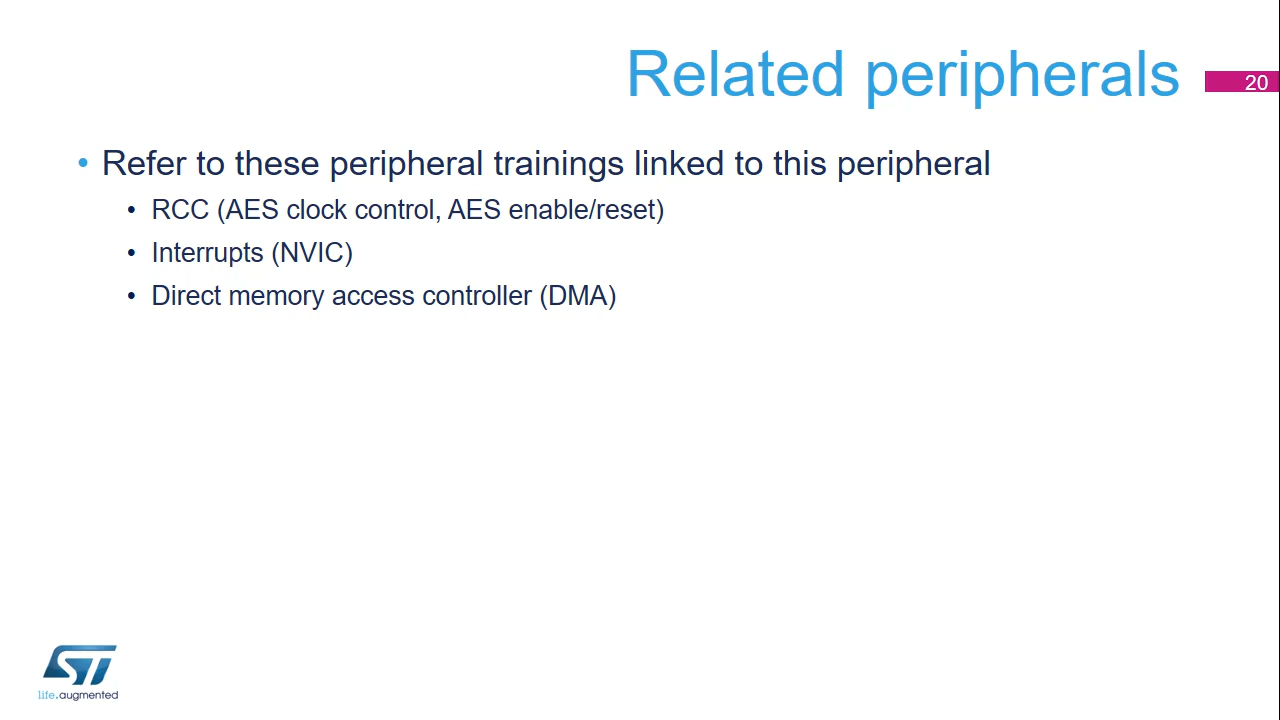 Related peripherals
20
• Refer to these peripheral trainings linked to this peripheral
• RCC (AES clock control, AES enable/reset)
• Interrupts (NVIC)
• Direct memory access controller (DMA)
ST
life.augmented